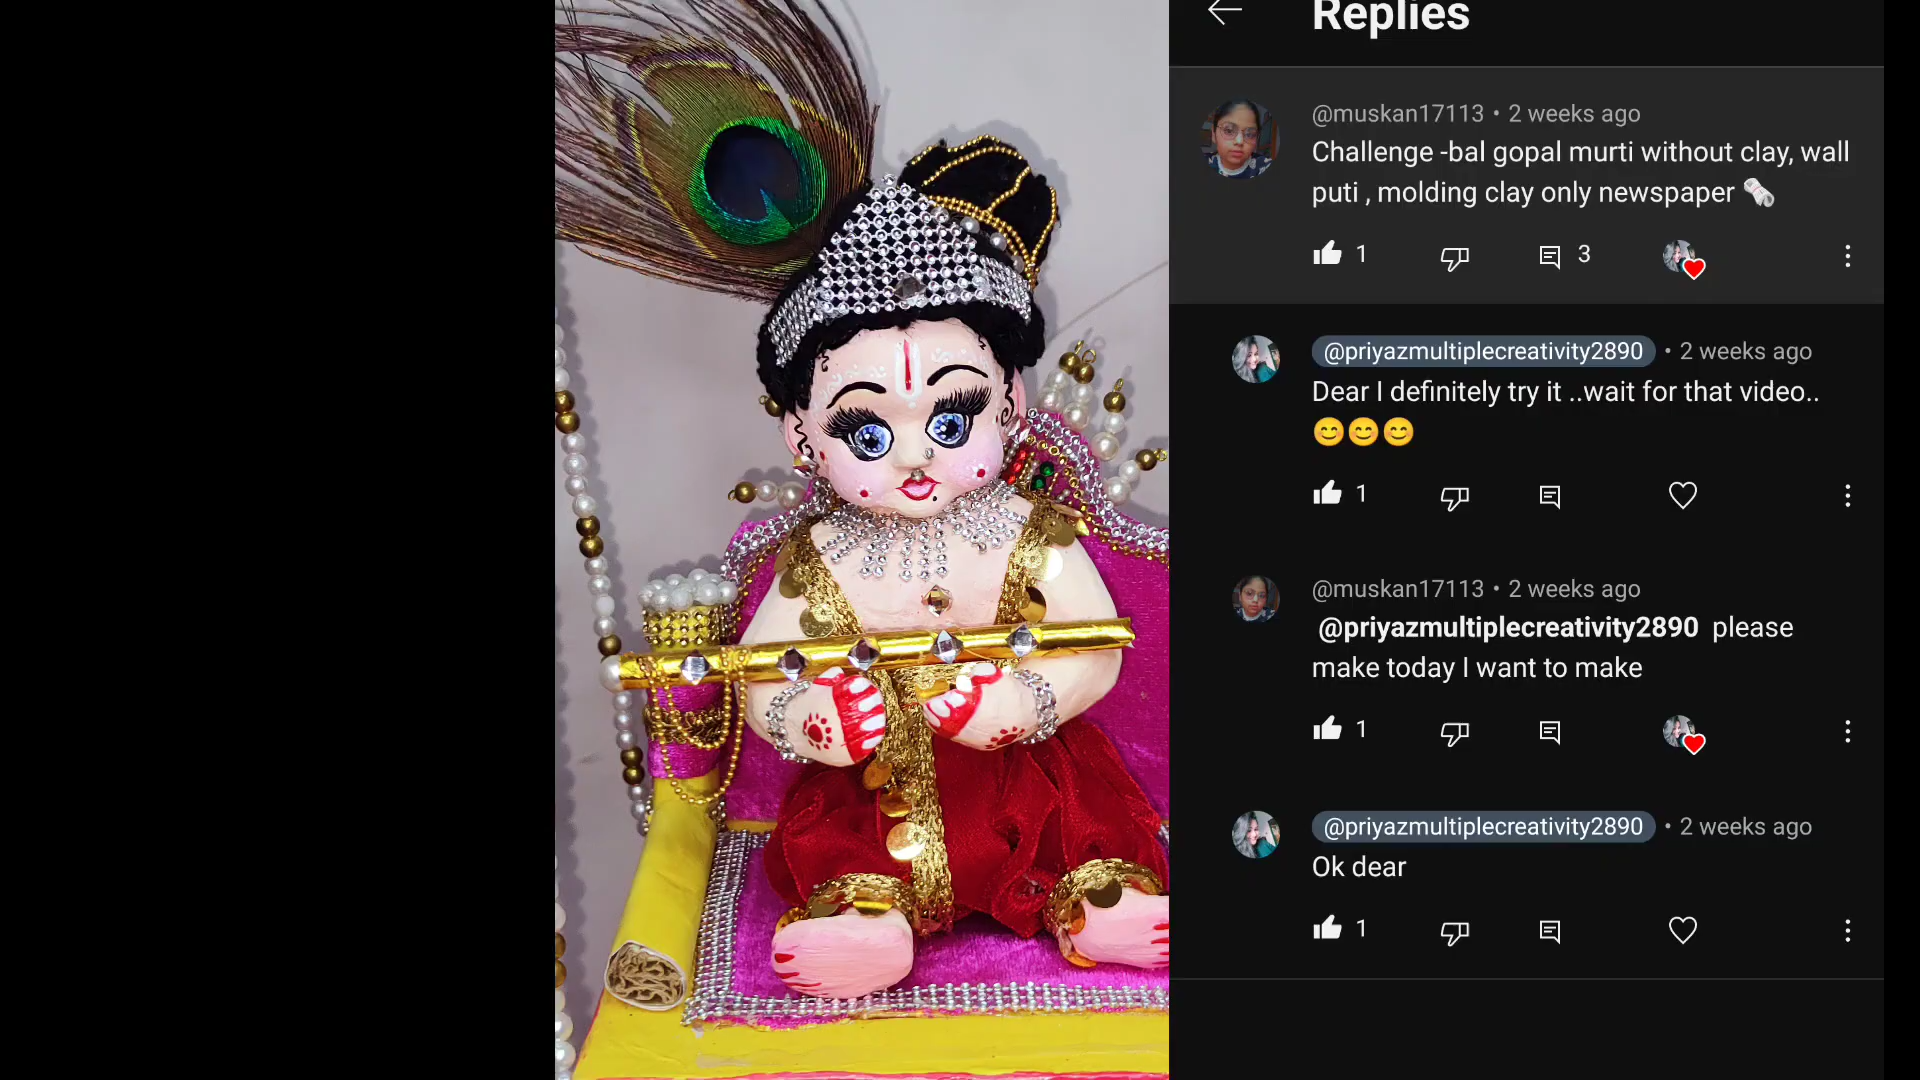 Replies
@muskan17113 • 2 weeks ago
Challenge -bal gopal murti without clay, wall
puti , molding clay only newspaper 🗞️
1
3
@priyazmultiplecreativity2890 • 2 weeks ago
Dear I definitely try it ..wait for that video..
😊😊😊
1
@muskan17113 • 2 weeks ago
@priyazmultiplecreativity2890 please
make today I want to make
1
@priyazmultiplecreativity2890 • 2 weeks ago
Ok dear
1